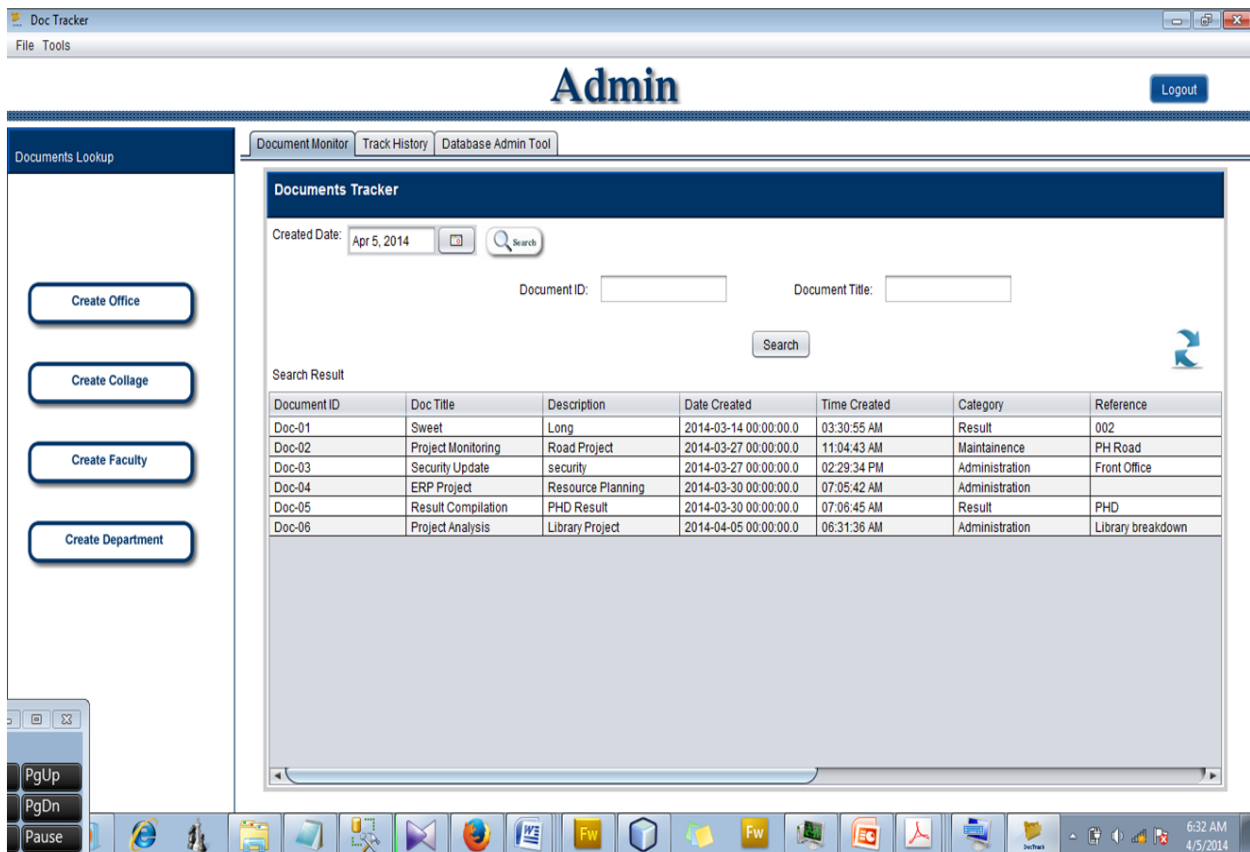 Doc Tracker
File Tools
Admin
Logout
Documents Lookup
Document Monitor Track History Database Admin Tool
Documents Tracker
Created Date: Apr 5, 2014 Search
Document ID: Document Title:
Search
Create Office
Create Collage
Create Faculty
Create Department
Search Result
Document ID Doc Title Description Date Created Time Created Category Reference
Doc-01 Sweet Long 2014-03-14 00:00:00.0 03:30:55 AM Result 002
Doc-02 Project Monitoring Road Project 2014-03-27 00:00:00.0 11:04:43 AM Maintainence PH Road
Doc-03 Security Update security 2014-03-27 00:00:00.0 02:29:34 PM Administration Front Office
Doc-04 ERP Project Resource Planning 2014-03-30 00:00:00.0 07:05:42 AM Administration
Doc-05 Result Compilation PHD Result 2014-03-30 00:00:00.0 07:06:45 AM Result PHD
Doc-06 Project Analysis Library Project 2014-04-05 00:00:00.0 06:31:36 AM Administration Library breakdown
PgUp
PgDn
Pause
Fw
Fw
DocTrack
6:32 AM
4/5/2014